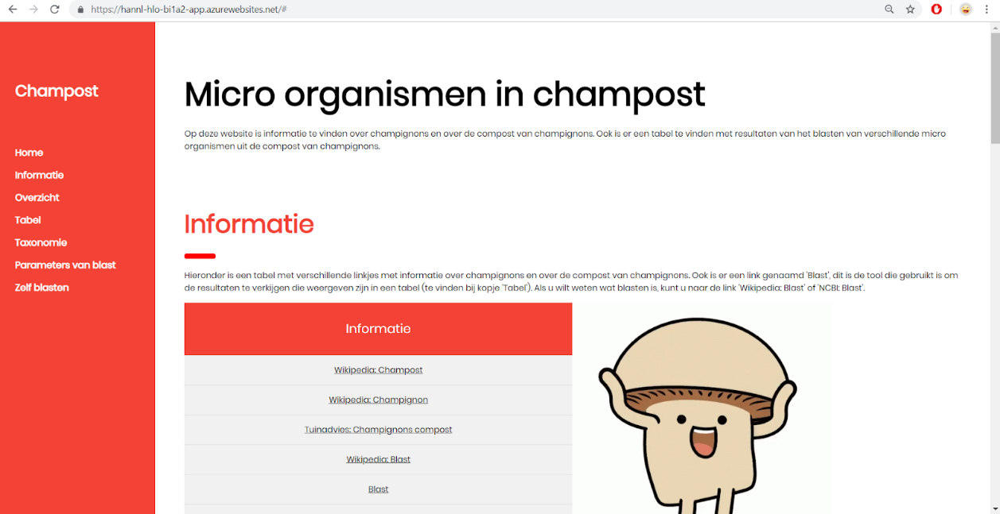 https://hannl-hlo-bi1a2-app.azurewebsites.net/#
Champost
Home
Informatie
Overzicht
Tabel
Taxonomie
Parameters van blast
Zelf blasten
Micro organismen in champost
Op deze website is informatie te vinden over champignons en over de compost van champignons. Ook is er een tabel te vinden met resultaten van het blasten van verschillende micro
organismen uit de compost van champignons.
Informatie
Hieronder is een tabel met verschillende linkjes met informatie over champignons en over de compost van champignons. Ook is er een link genaamd 'Blast', dit is de tool die gebruikt is om
de resultaten te verkijgen die weergeven zijn in een tabel (te vinden bij kopje 'Tabel'). Als u wilt weten wat blasten is, kunt u naar de link 'Wikipedia: Blast' of 'NCBI: Blast'.
Informatie
Wikipedia: Champost
Wikipedia: Champignon
Tuinadvies: Champignons compost
Wikipedia: Blast
Blast